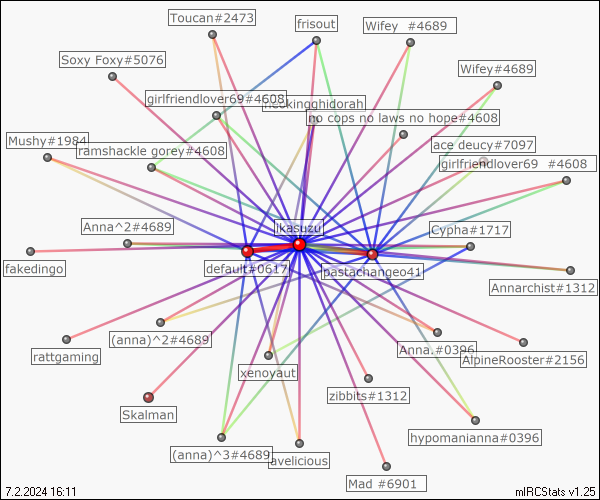 Toucan#2473
frisout
Wifey #4689
Soxy Foxy#5076
Wifey#4689
girlfriendlover69#4608
heckingghidorah
no cops no laws no hope#4608
Mushy#1984
ramshackle gorey#4608
ace deucy#7097
girlfriendlover69 #4608
Anna^2#4689
ikasuzu
Cypha#1717
fakedingo
default#0617
pastachangeo41
Annarchist#1312
rattgaming
(anna)^2#4689
Anna.#0396
AlpineRooster#2156
xenoyaut
zibbits#1312
Skalman
hypomanianna#0396
(anna)^3#4689
avelicious
Mad #6901
7.2.2024 16:11
mIRCStats v1.25